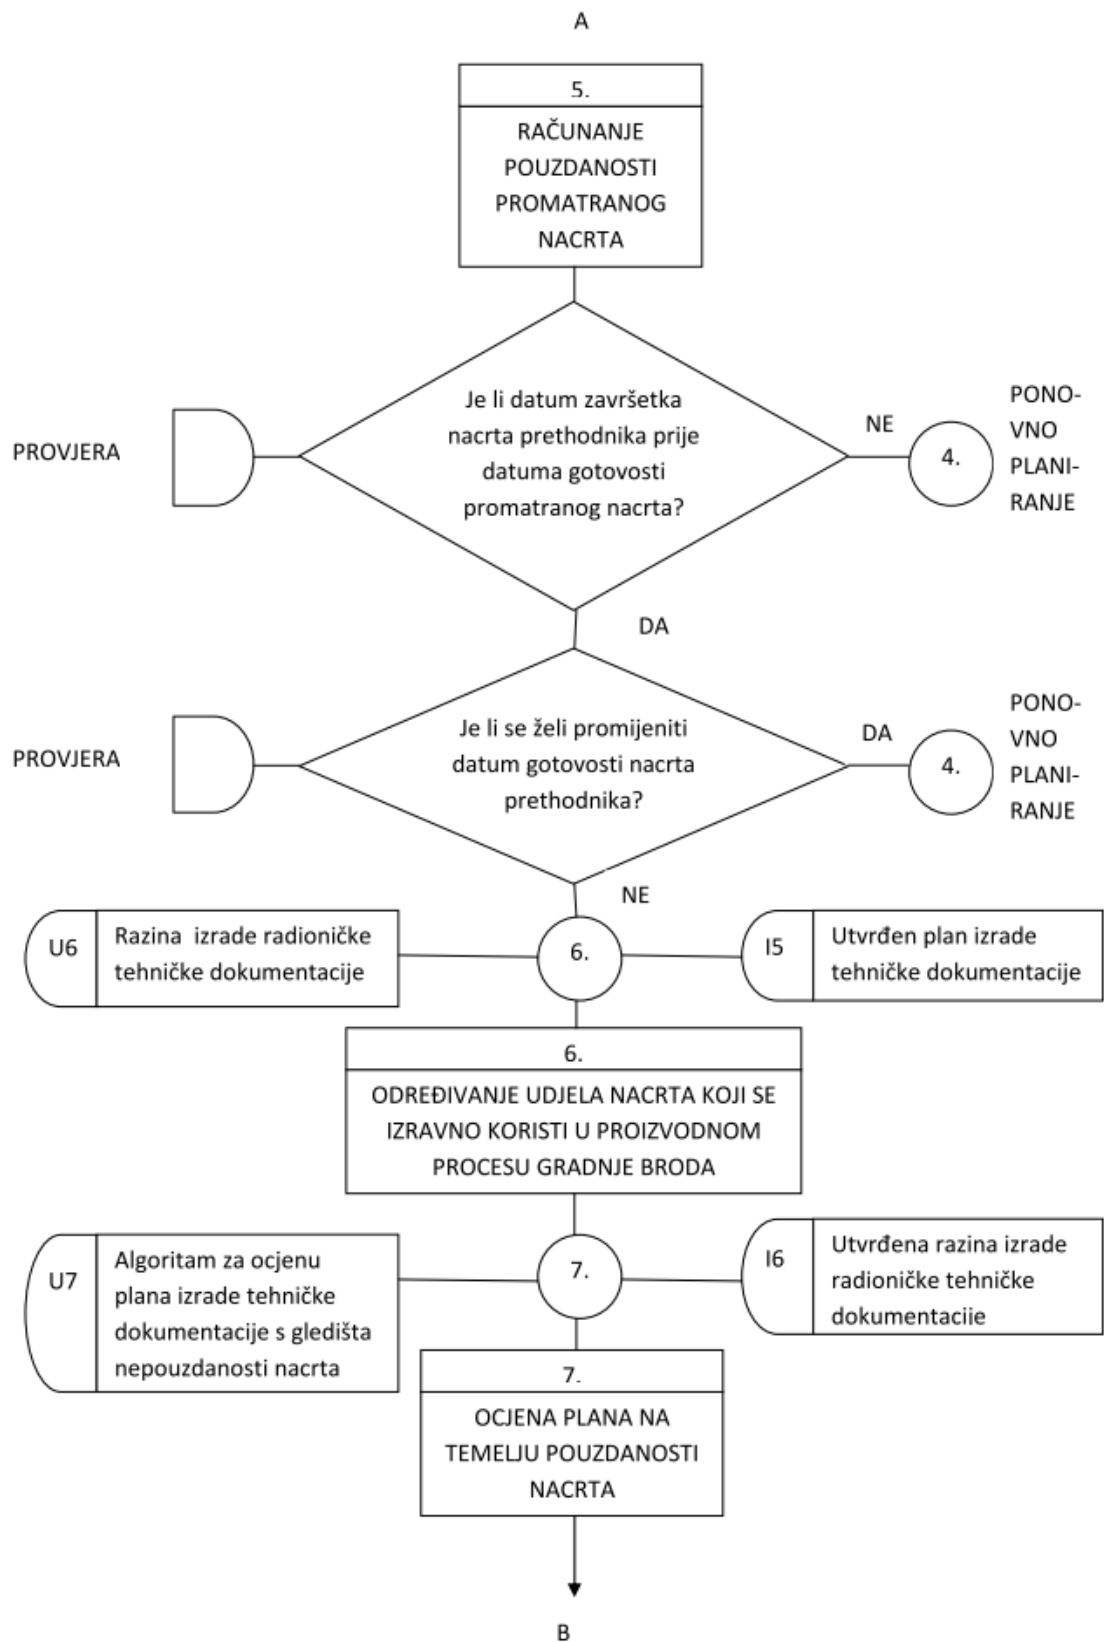 A
5.
RAČUNANJE
POUZDANOSTI
PROMATRANOG
NACRTA
PROVJERA
Je li datum završetka
nacrta prethodnika prije
datuma gotovosti
promatranog nacrta?
NE
4.
PONO-
VNO
PLANI-
RANJE
DA
PROVJERA
Je li se želi promijeniti
datum gotovosti nacrta
prethodnika?
DA
4.
PONO-
VNO
PLANI-
RANJE
NE
U6
Razina izrade radioničke
tehničke dokumentacije
6.
I5
Utvrđen plan izrade
tehničke dokumentacije
6.
ODREĐIVANJE UDJELA NACRTA KOJI SE
IZRAVNO KORISTI U PROIZVODNOM
PROCESU GRADNJE BRODA
U7
Algoritam za ocjenu
plana izrade tehničke
dokumentacije s gledišta
nepouzdanosti nacrta
7.
I6
Utvrđena razina izrade
radioničke tehničke
dokumentaciie
7.
OCJENA PLANA NA
TEMELJU POUZDANOSTI
NACRTA
B